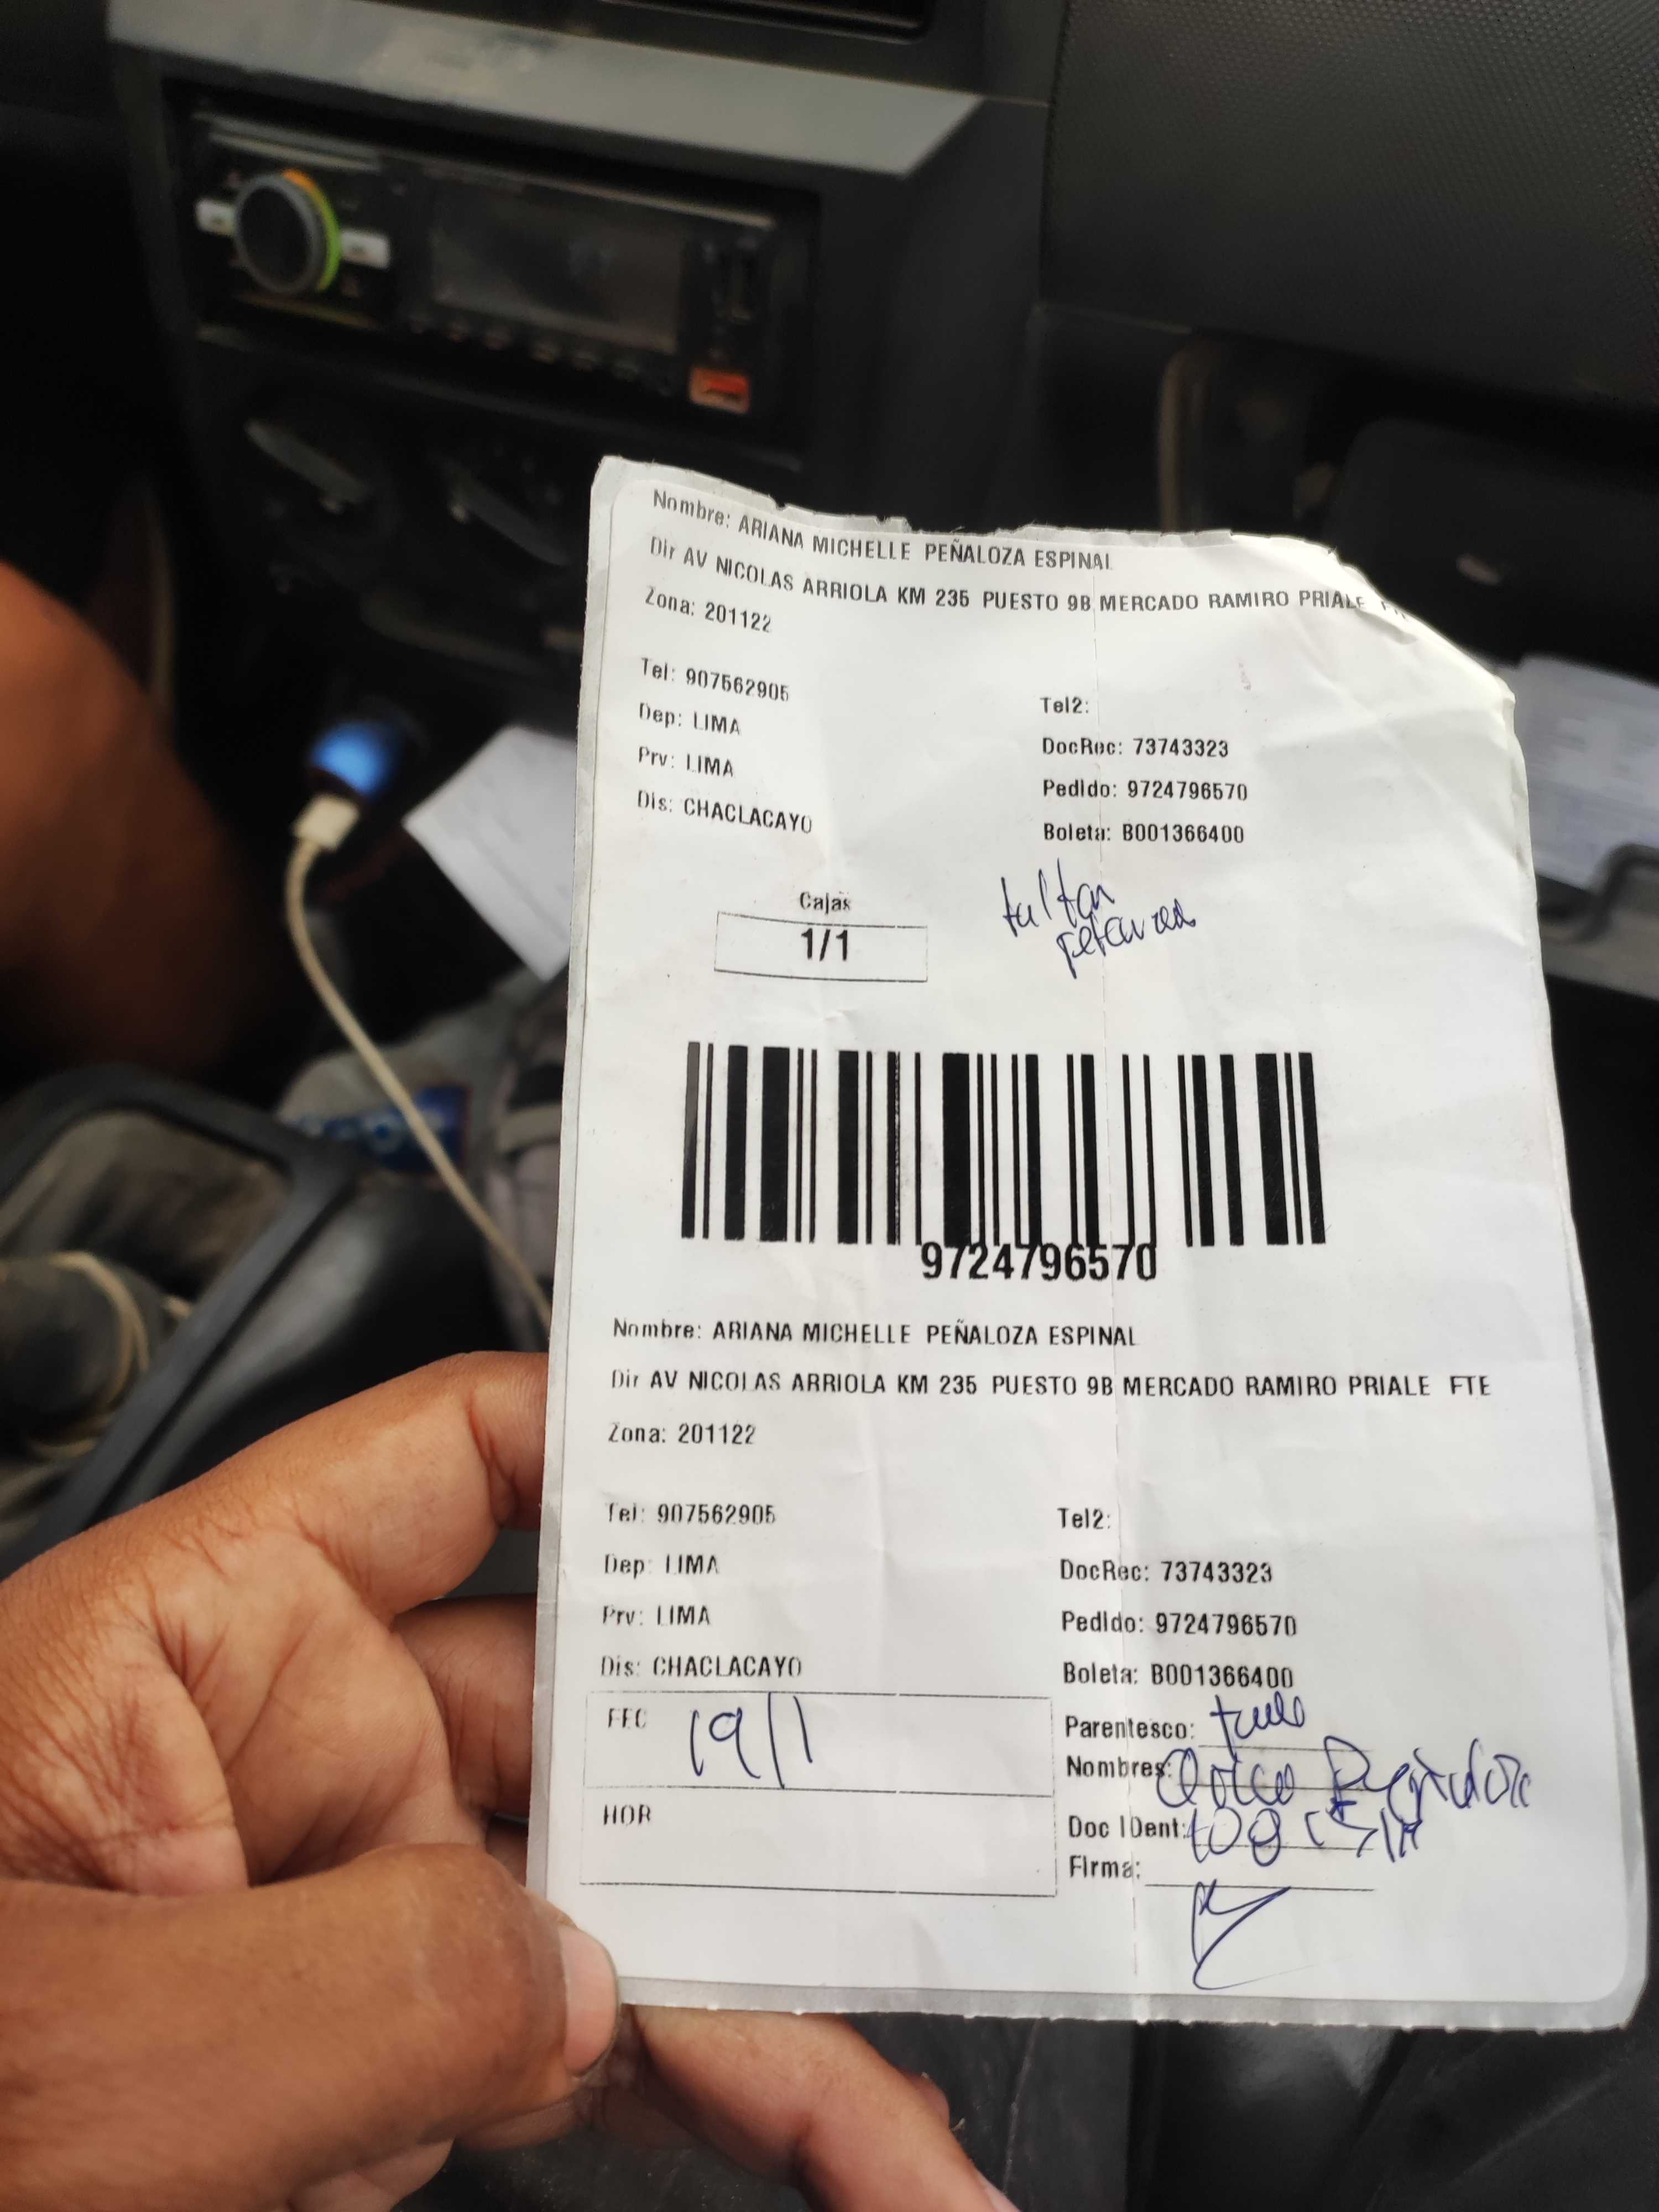 Nombre: ARIANA MICHELLE PEÑALOZA ESPINAL
Dir AV NICOLAS ARRIOLA KM 235 PUESTO 9B MERCADO RAMIRO PRIALE
Zona: 201122
Tel: 907562905
Tel2:
Dep: LIMA
DocRec: 73743323
Prv: LIMA
Pedido: 9724796570
Dis: CHACLACAYO
Boleta: B001366400
Cajas
1/1
faltan
9724796570
Nombre: ARIANA MICHELLE PEÑALOZA ESPINAL
Dir AV NICOLAS ARRIOLA KM 235 PUESTO 9B MERCADO RAMIRO PRIALE FTE
Zona: 201122
Tel: 907562905
Tel2:
Dep: LIMA
DocRec: 73743323
Prv: LIMA
Pedido: 9724796570
Dis: CHACLACAYO
Boleta: B001366400
FEC 19/1
Parentesco:
Nombres:
HOR
Doc IDent:
Firma: